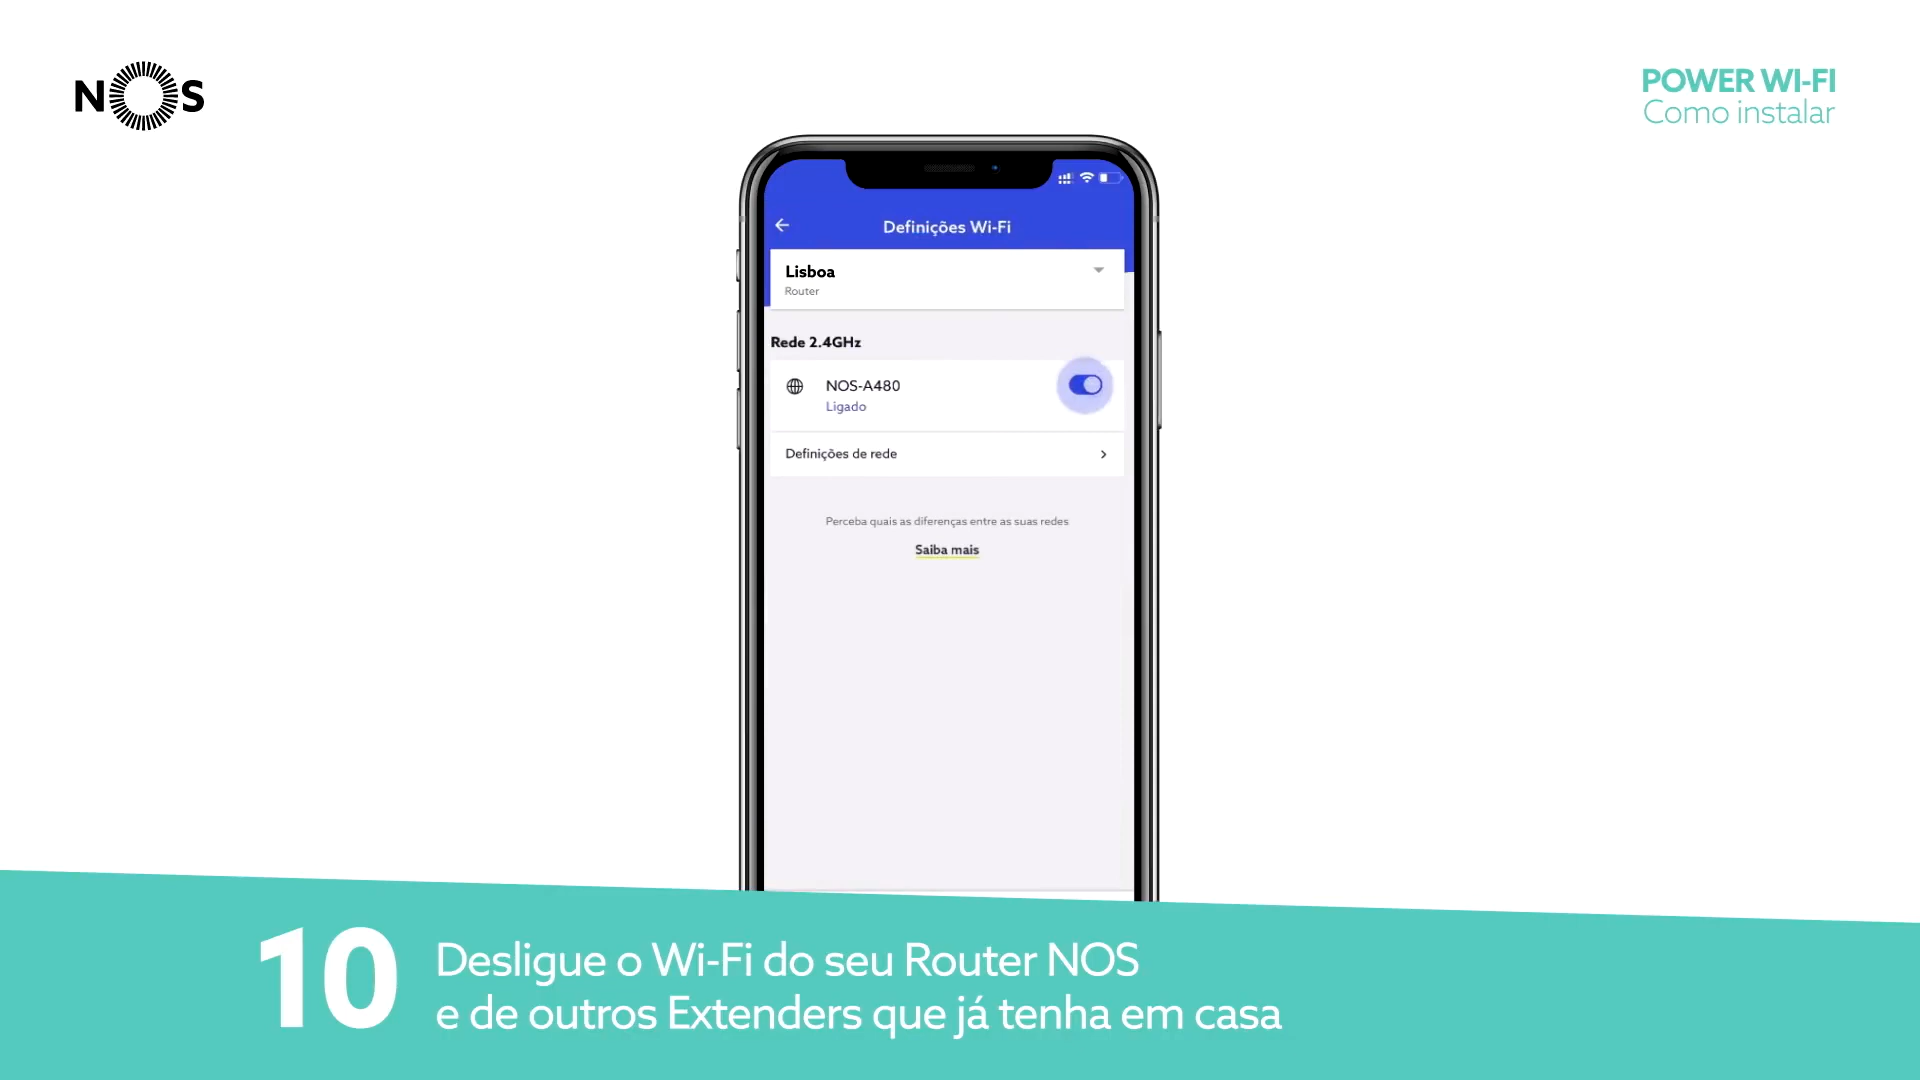 NOS
POWER WI-FI
Como instalar
Definições Wi-Fi
Lisboa
Router
Rede 2.4GHz
NOS-A480
Ligado
Definições de rede
Perceba quais as diferenças entre as suas redes
Saiba mais
10
Desligue o Wi-Fi do seu Router NOS
e de outros Extenders que já tenha em casa